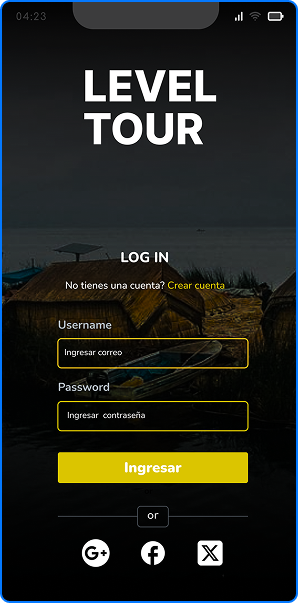 04:23
LEVEL
TOUR
LOG IN
No tienes una cuenta? Crear cuenta
Username
Ingresar correo
Password
Ingresar contraseña
Ingresar
or
G+